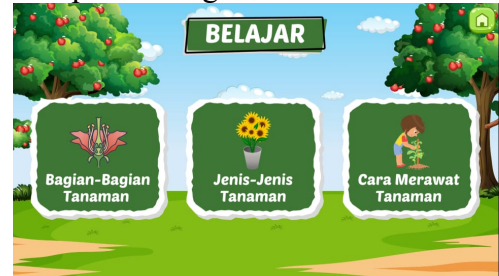 BELAJAR
Bagian-Bagian
Tanaman
Jenis-Jenis
Tanaman
Cara Merawat
Tanaman